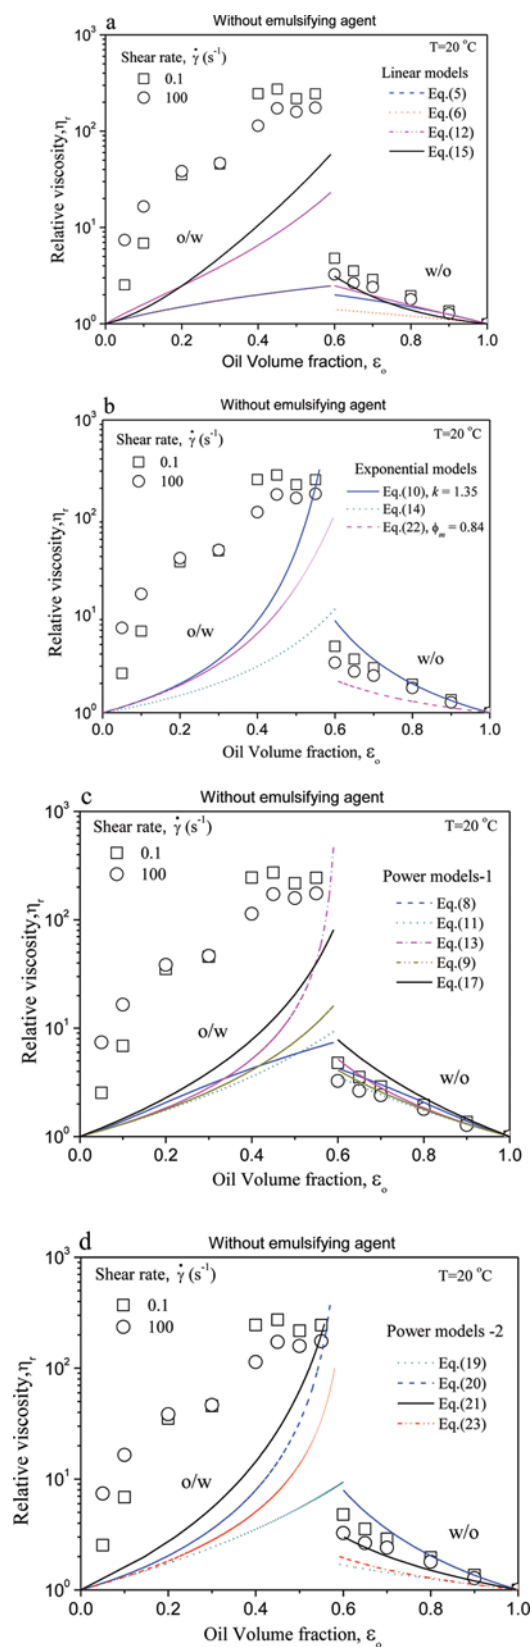 a
Without emulsifying agent
Shear rate, γ̇ (s⁻¹)
0.1
100
T=20 °C
Linear models
Eq.(5)
Eq.(6)
Eq.(12)
Eq.(15)
o/w
w/o
Relative viscosity,ηr
10³
10²
10¹
10⁰
0.0 0.2 0.4 0.6 0.8 1.0
Oil Volume fraction, εo
b
Without emulsifying agent
Shear rate, γ̇ (s⁻¹)
0.1
100
T=20 °C
Exponential models
Eq.(10), k = 1.35
Eq.(14)
Eq.(22), ϕm = 0.84
o/w
w/o
Relative viscosity,ηr
10³
10²
10¹
10⁰
0.0 0.2 0.4 0.6 0.8 1.0
Oil Volume fraction, εo
c
Without emulsifying agent
Shear rate, γ̇ (s⁻¹)
0.1
100
T=20 °C
Power models-1
Eq.(8)
Eq.(11)
Eq.(13)
Eq.(9)
Eq.(17)
o/w
w/o
Relative viscosity,ηr
10³
10²
10¹
10⁰
0.0 0.2 0.4 0.6 0.8 1.0
Oil Volume fraction, εo
d
Without emulsifying agent
Shear rate, γ̇ (s⁻¹)
0.1
100
T=20 °C
Power models -2
Eq.(19)
Eq.(20)
Eq.(21)
Eq.(23)
o/w
w/o
Relative viscosity,ηr
10³
10²
10¹
10⁰
0.0 0.2 0.4 0.6 0.8 1.0
Oil Volume fraction, εo